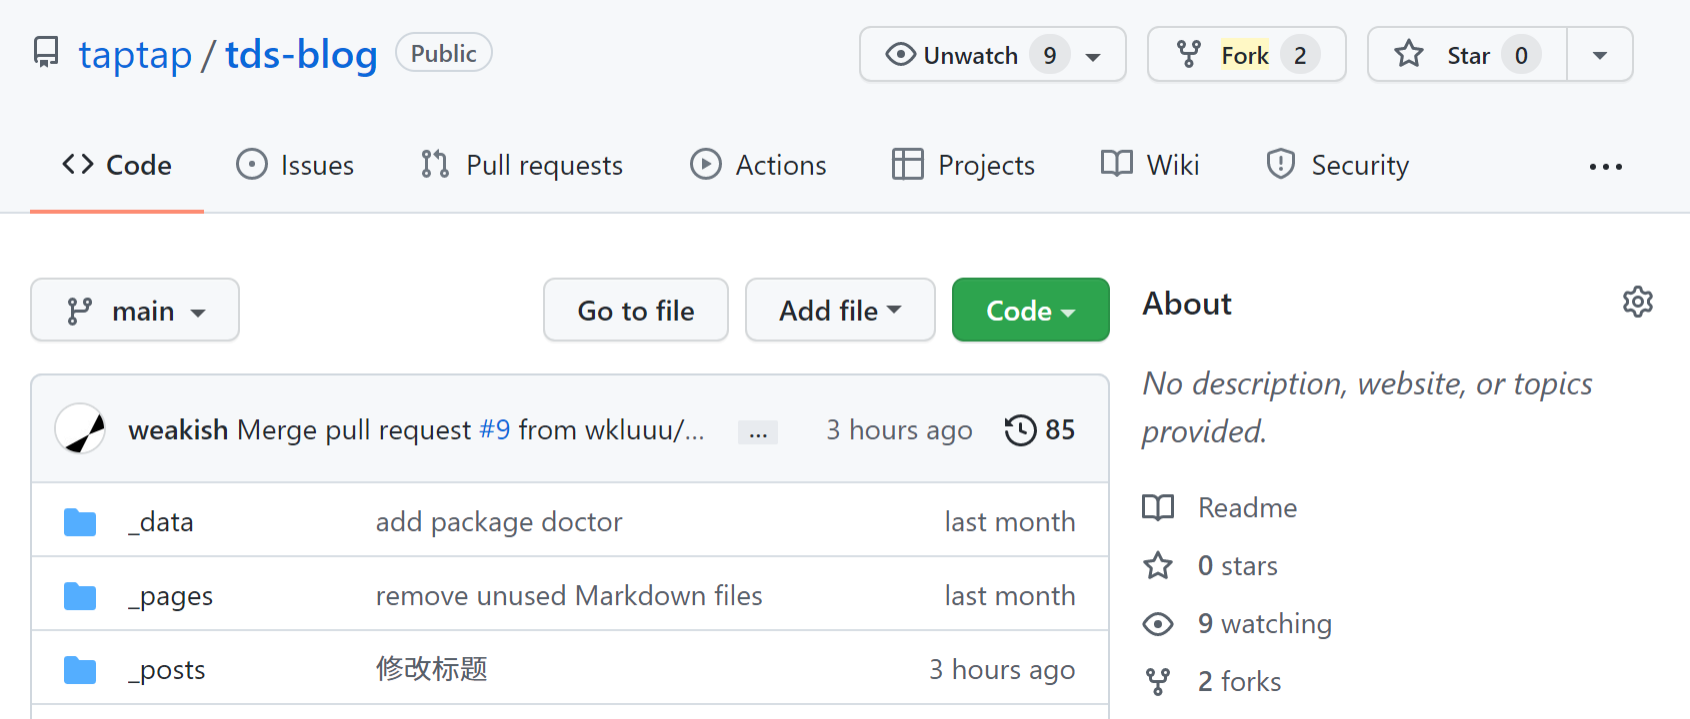 taptap / tds-blog Public Unwatch 9 Fork 2 Star 0
Code Issues Pull requests Actions Projects Wiki Security ...
main Go to file Add file Code
weakish Merge pull request #9 from wkluuu/... ... 3 hours ago 85
_data add package doctor last month
_pages remove unused Markdown files last month
_posts 修改标题 3 hours ago
About
No description, website, or topics
provided.
Readme
0 stars
9 watching
2 forks